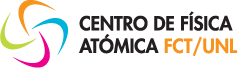 CENTRO DE FÍSICA
ATÓMICA FCT/UNL